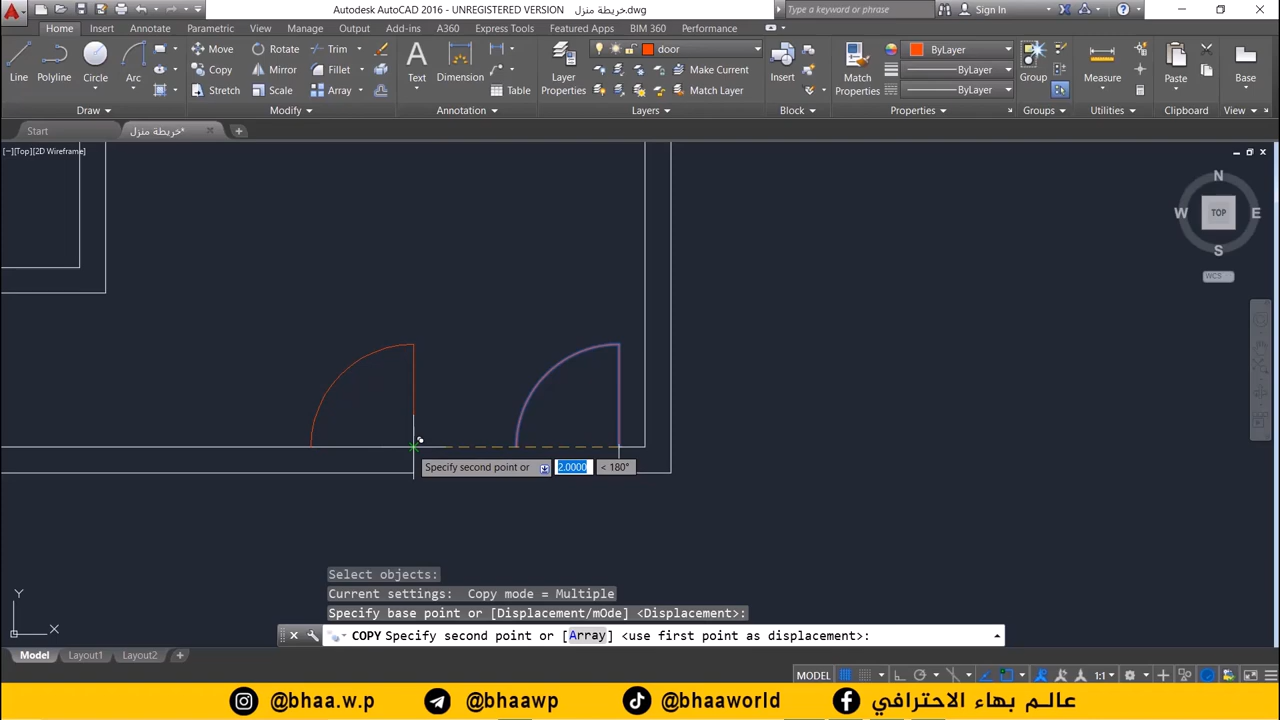 Autodesk AutoCAD 2016 - UNREGISTERED VERSION خريطة منزل.dwg
Type a keyword or phrase
Sign In
Home Insert Annotate Parametric View Manage Output Add-ins A360 Express Tools Featured Apps BIM 360 Performance
Line Polyline Circle Arc
Move Rotate Trim
Copy Mirror Fillet
Stretch Scale Array
Text Dimension Table
Layer Properties
door
Make Current
Match Layer
Insert
Match Properties
ByLayer
ByLayer
ByLayer
Group Measure Paste Base
Draw Modify Annotation Layers Block Properties Groups Utilities Clipboard View
Start خريطة منزل*
[−][Top][2D Wireframe]
N
W TOP E
S
WCS
Specify second point or 2.0000 < 180°
Select objects:
Current settings: Copy mode = Multiple
Specify base point or [Displacement/mOde] <Displacement>:
COPY Specify second point or [Array] <use first point as displacement>:
Y
X
Model Layout1 Layout2
MODEL 1:1
@bhaa.w.p @bhaawp @bhaaworld عالم بهاء الاحترافي